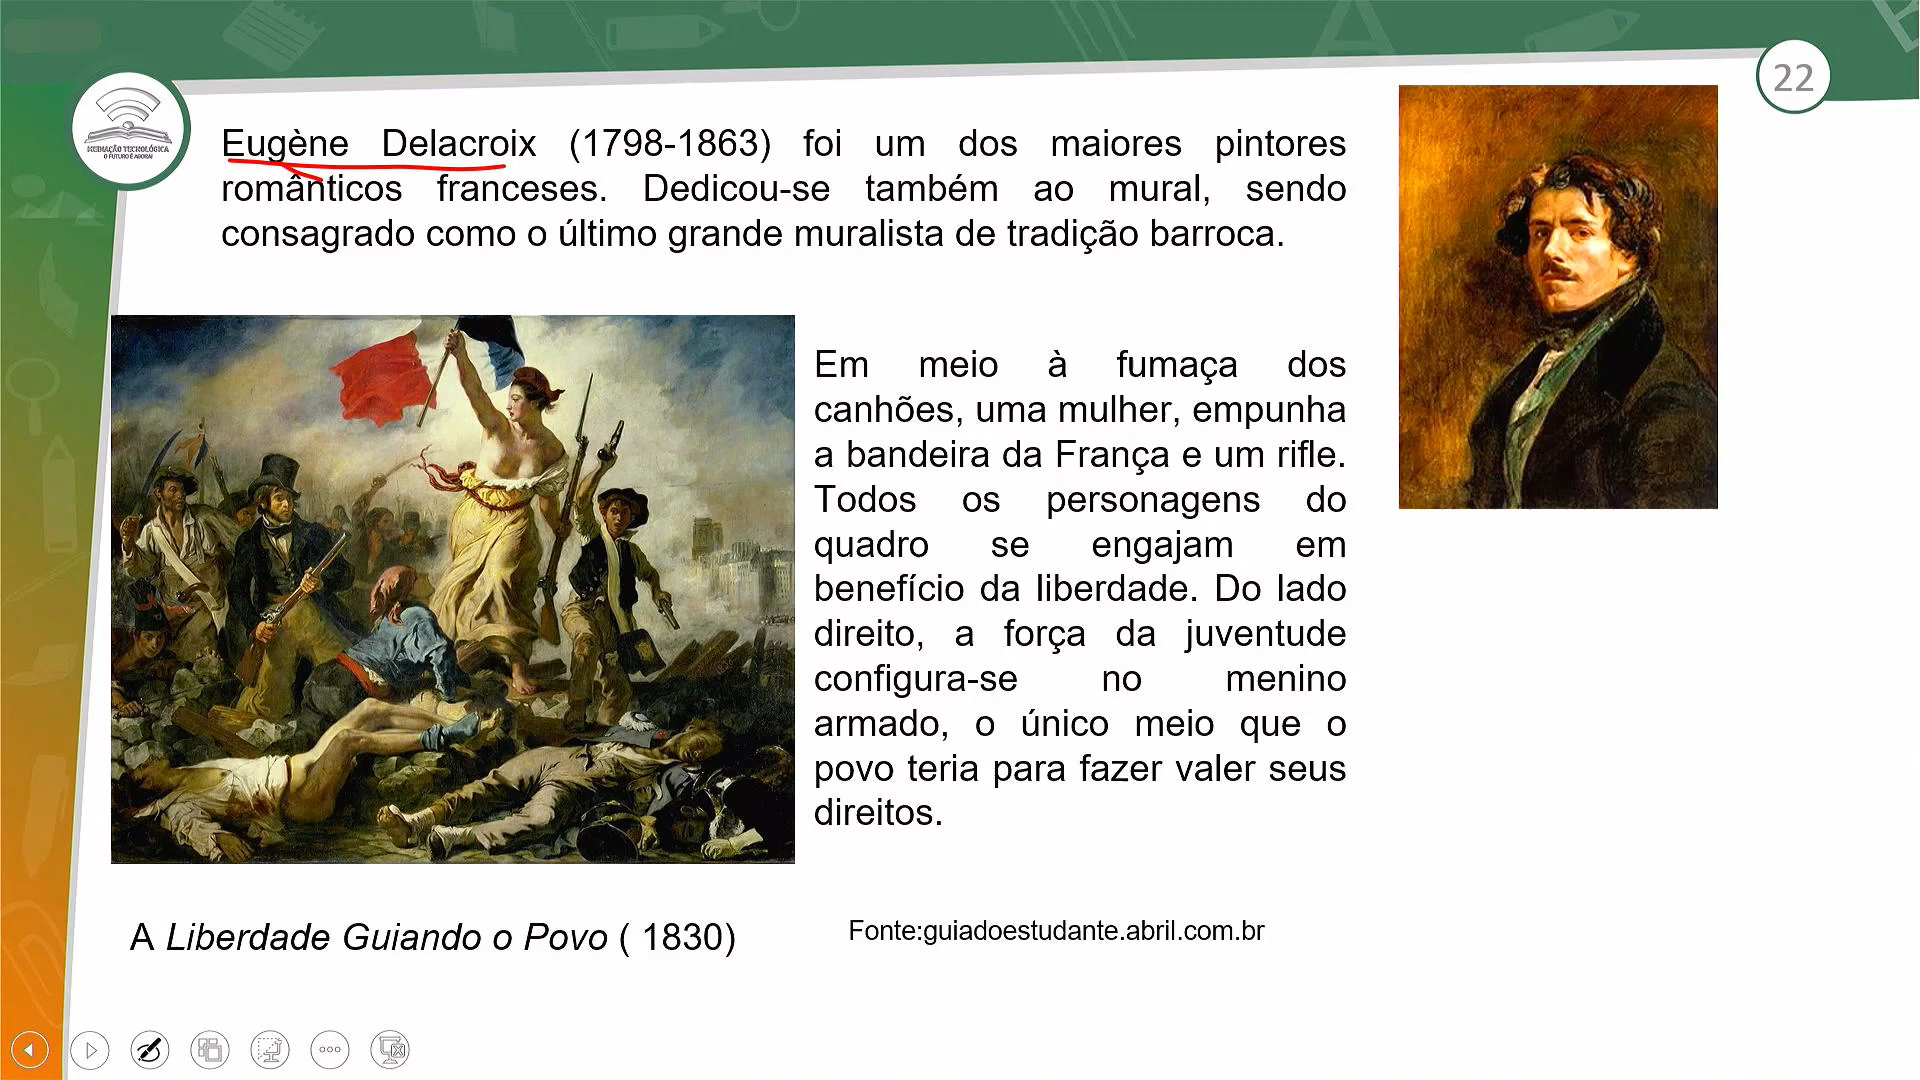 22
MEDIAÇÃO TECNOLÓGICA
O FUTURO É AGORA!
Eugène Delacroix (1798-1863) foi um dos maiores pintores
românticos franceses. Dedicou-se também ao mural, sendo
consagrado como o último grande muralista de tradição barroca.
Em meio à fumaça dos
canhões, uma mulher, empunha
a bandeira da França e um rifle.
Todos os personagens do
quadro se engajam em
benefício da liberdade. Do lado
direito, a força da juventude
configura-se no menino
armado, o único meio que o
povo teria para fazer valer seus
direitos.
A Liberdade Guiando o Povo ( 1830)
Fonte:guiadoestudante.abril.com.br